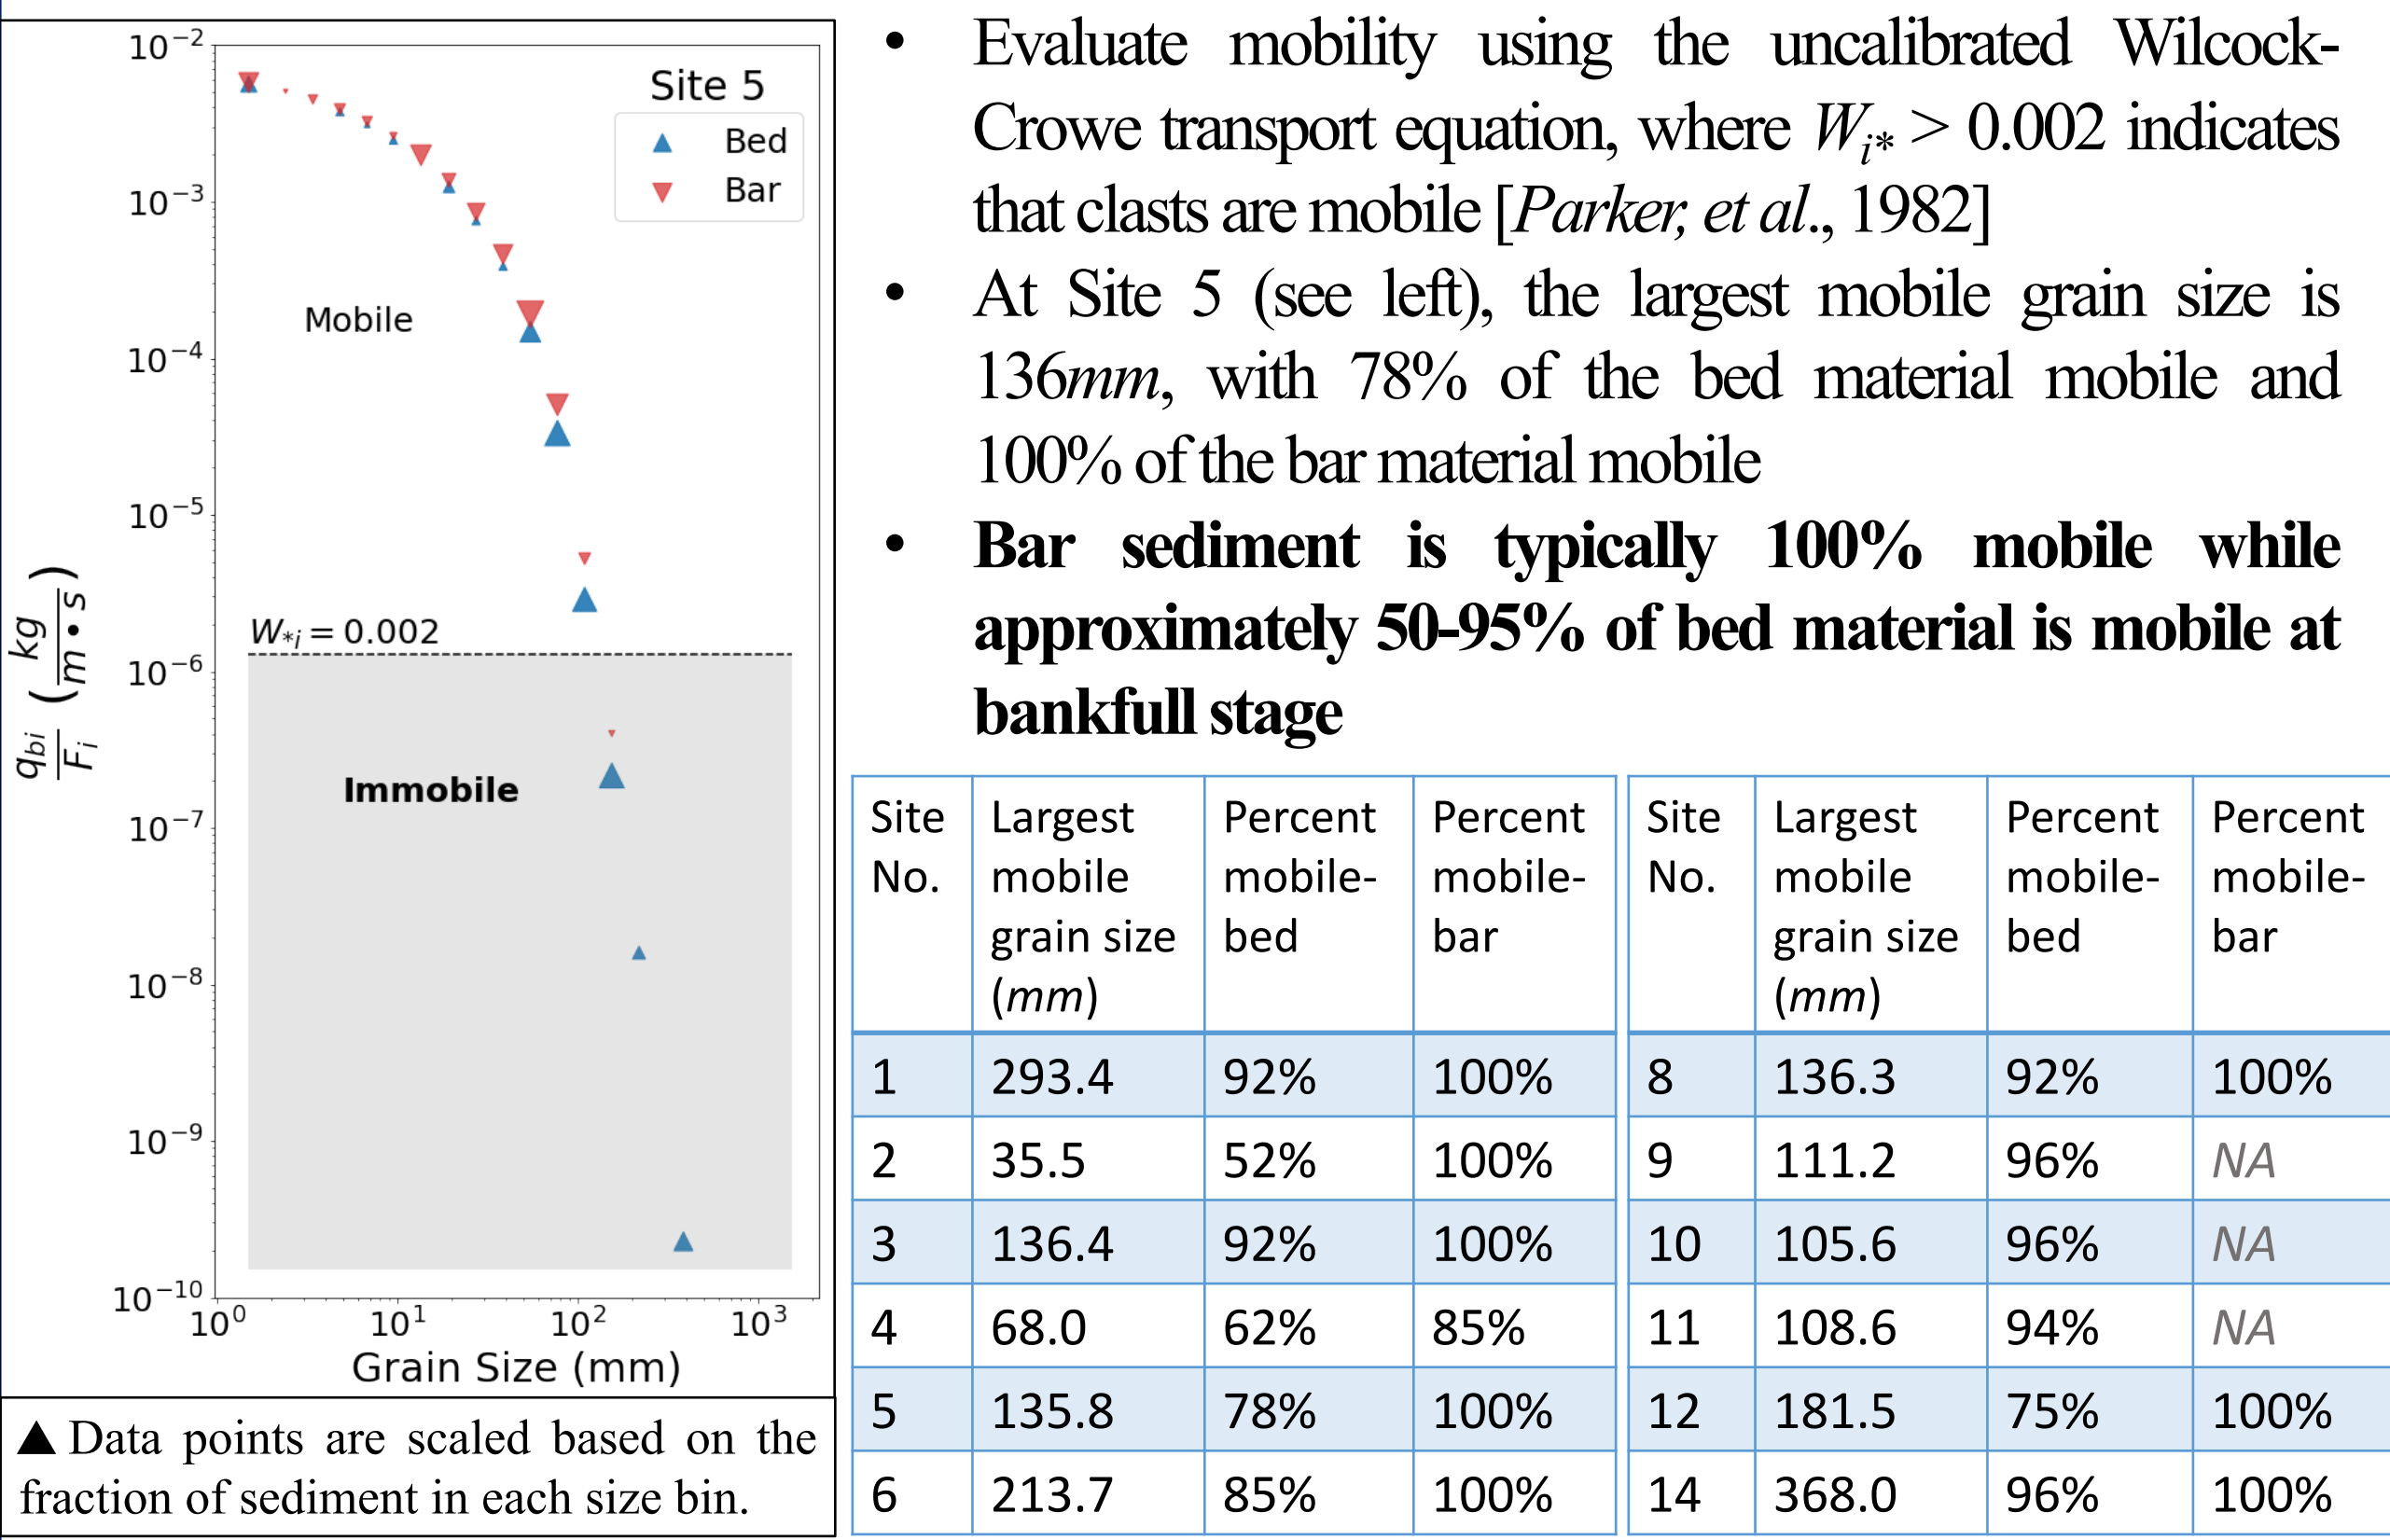 10⁻²
10⁻³
10⁻⁴
10⁻⁵
10⁻⁶
10⁻⁷
10⁻⁸
10⁻⁹
10⁻¹⁰
q_bi / F_i (kg / m • s)
Site 5
Bed
Bar
Mobile
W_*i = 0.002
Immobile
10⁰ 10¹ 10² 10³
Grain Size (mm)
▲ Data points are scaled based on the
fraction of sediment in each size bin.
• Evaluate mobility using the uncalibrated Wilcock-
Crowe transport equation, where W_i* > 0.002 indicates
that clasts are mobile [Parker, et al., 1982]
• At Site 5 (see left), the largest mobile grain size is
136mm, with 78% of the bed material mobile and
100% of the bar material mobile
• Bar sediment is typically 100% mobile while
approximately 50-95% of bed material is mobile at
bankfull stage
Site No. Largest mobile grain size (mm) Percent mobile-bed Percent mobile-bar
1 293.4 92% 100%
2 35.5 52% 100%
3 136.4 92% 100%
4 68.0 62% 85%
5 135.8 78% 100%
6 213.7 85% 100%
Site No. Largest mobile grain size (mm) Percent mobile-bed Percent mobile-bar
8 136.3 92% 100%
9 111.2 96% NA
10 105.6 96% NA
11 108.6 94% NA
12 181.5 75% 100%
14 368.0 96% 100%